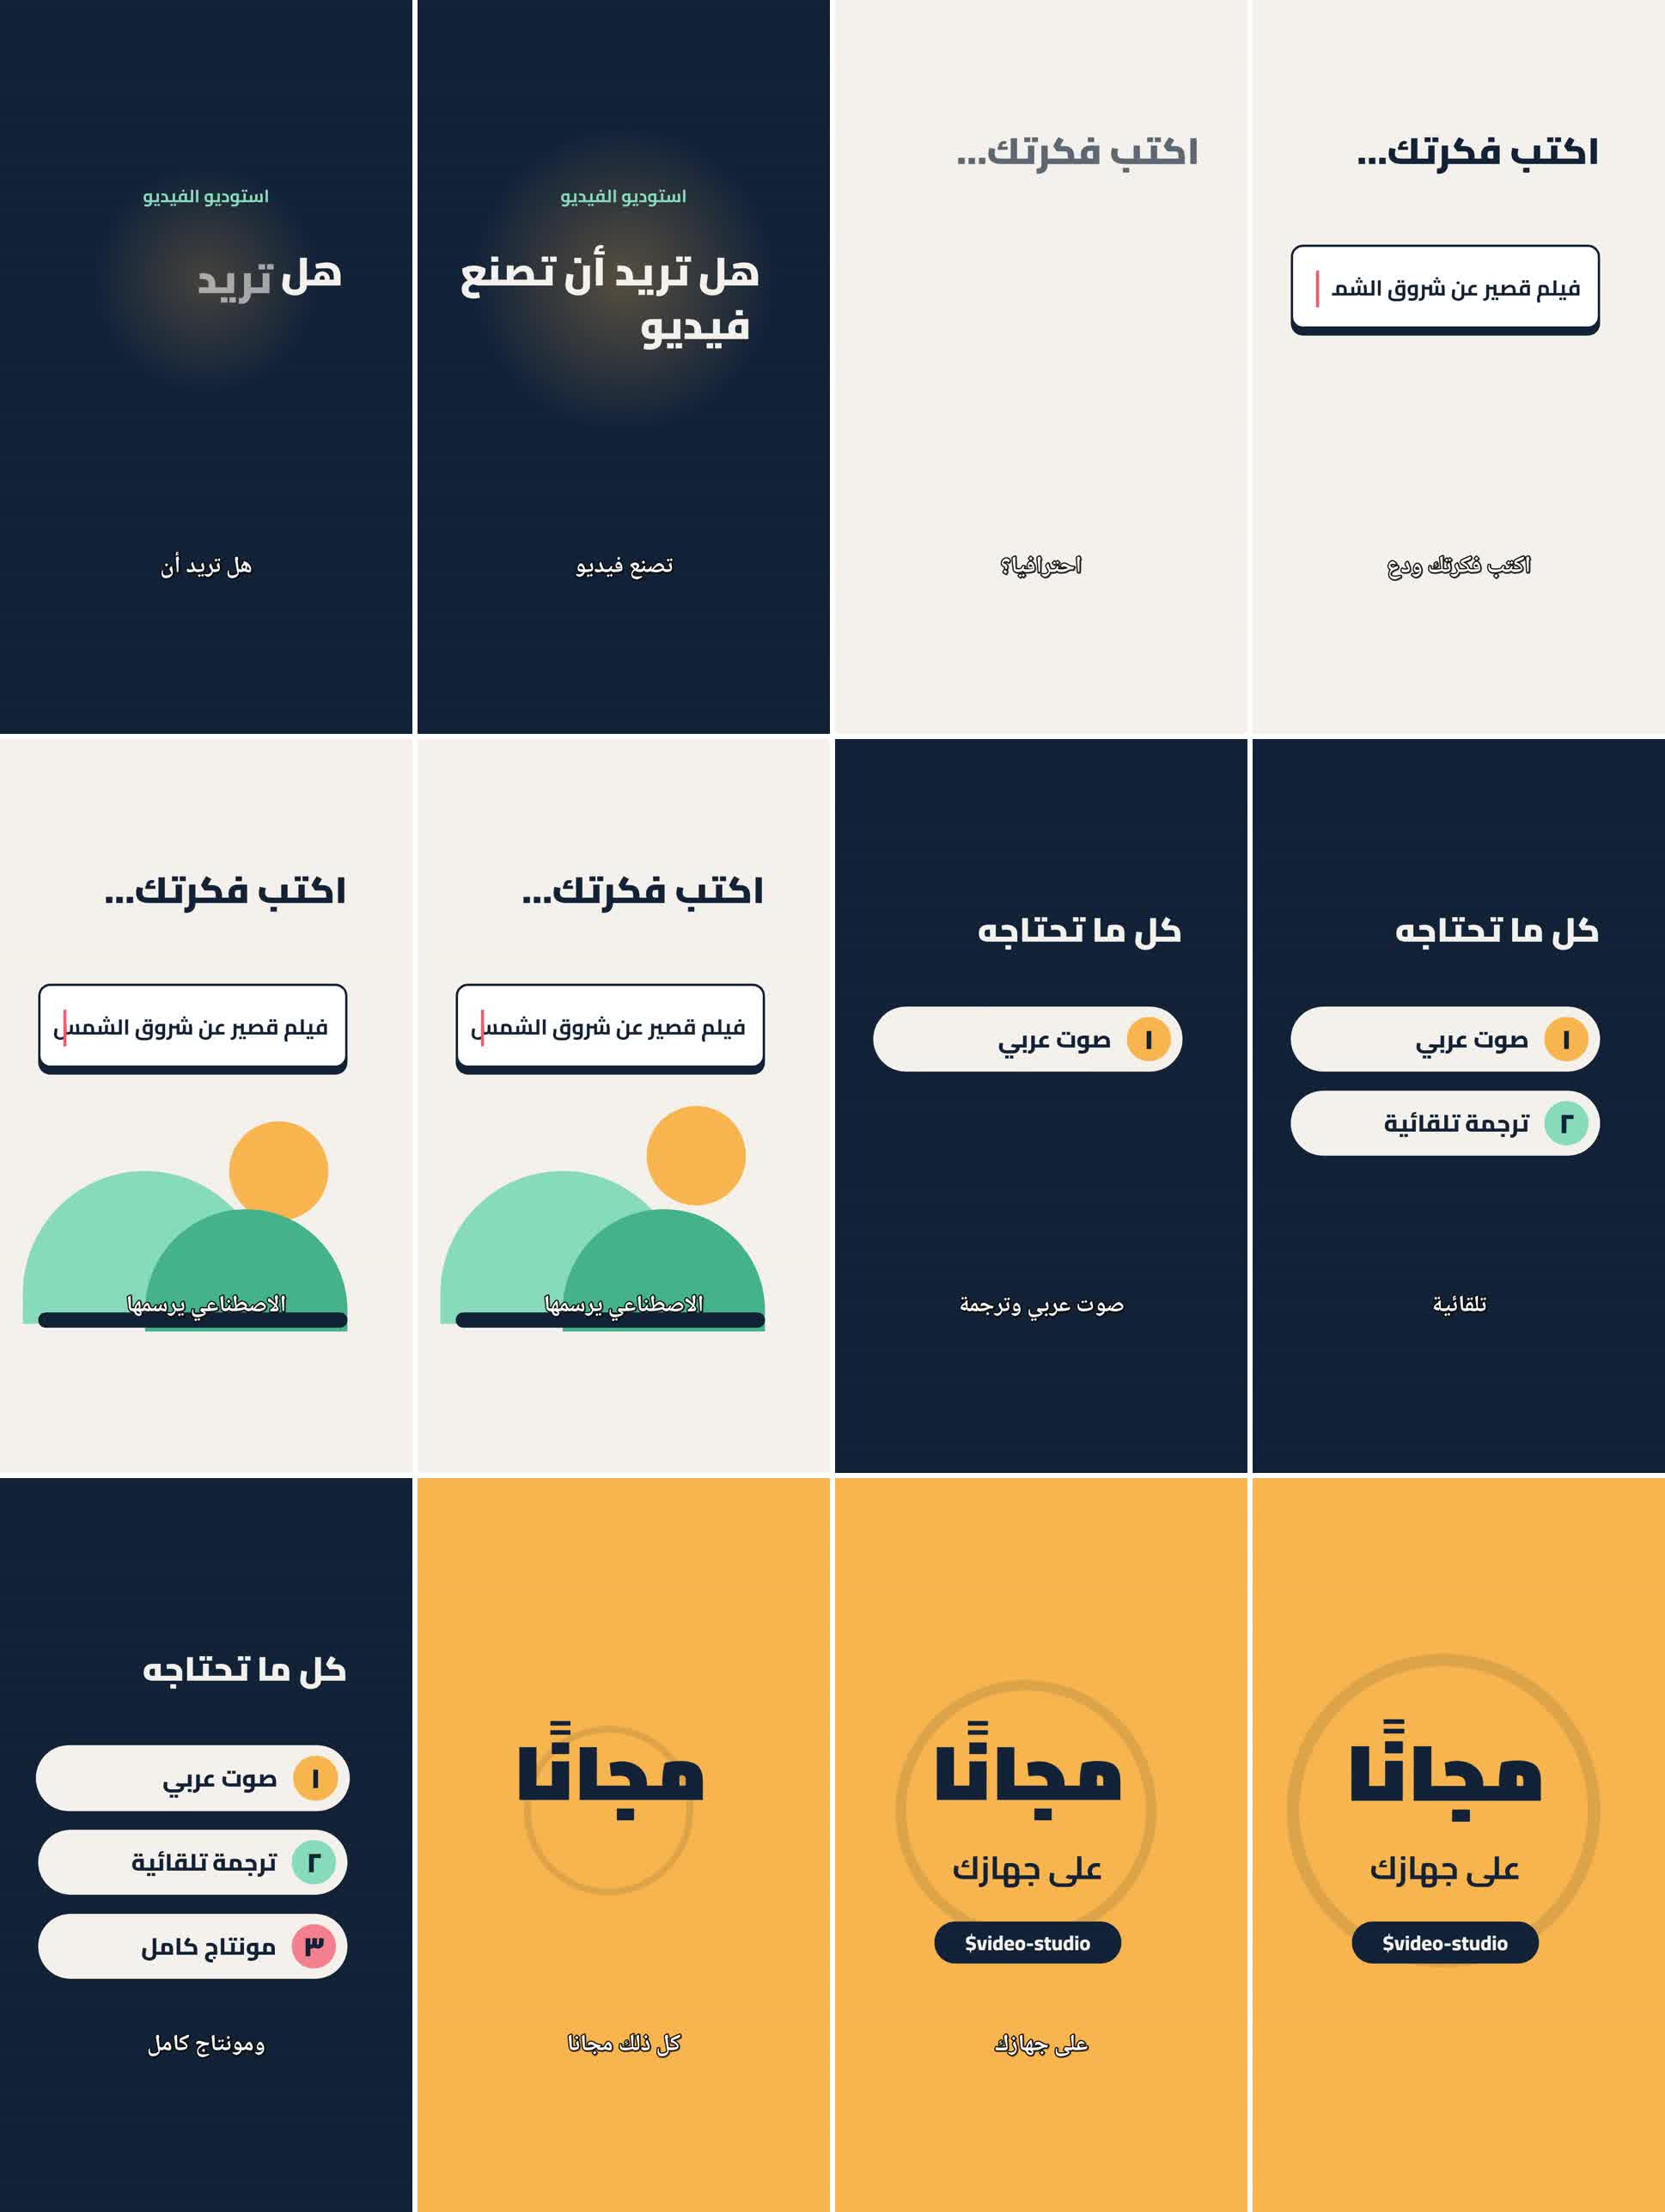 استوديو الفيديو
هل تريد
هل تريد أن
استوديو الفيديو
هل تريد أن تصنع
فيديو
تصنع فيديو
اكتب فكرتك...
احترافيا؟
اكتب فكرتك...
فيلم قصير عن شروق الشمـ
اكتب فكرتك ودع
اكتب فكرتك...
فيلم قصير عن شروق الشمس
الاصطناعي يرسمها
اكتب فكرتك...
فيلم قصير عن شروق الشمس
الاصطناعي يرسمها
كل ما تحتاجه
١ صوت عربي
صوت عربي وترجمة
كل ما تحتاجه
١ صوت عربي
٢ ترجمة تلقائية
تلقائية
كل ما تحتاجه
١ صوت عربي
٢ ترجمة تلقائية
٣ مونتاج كامل
ومونتاج كامل
مجانًا
كل ذلك مجانا
مجانًا
على جهازك
$video-studio
على جهازك
مجانًا
على جهازك
$video-studio